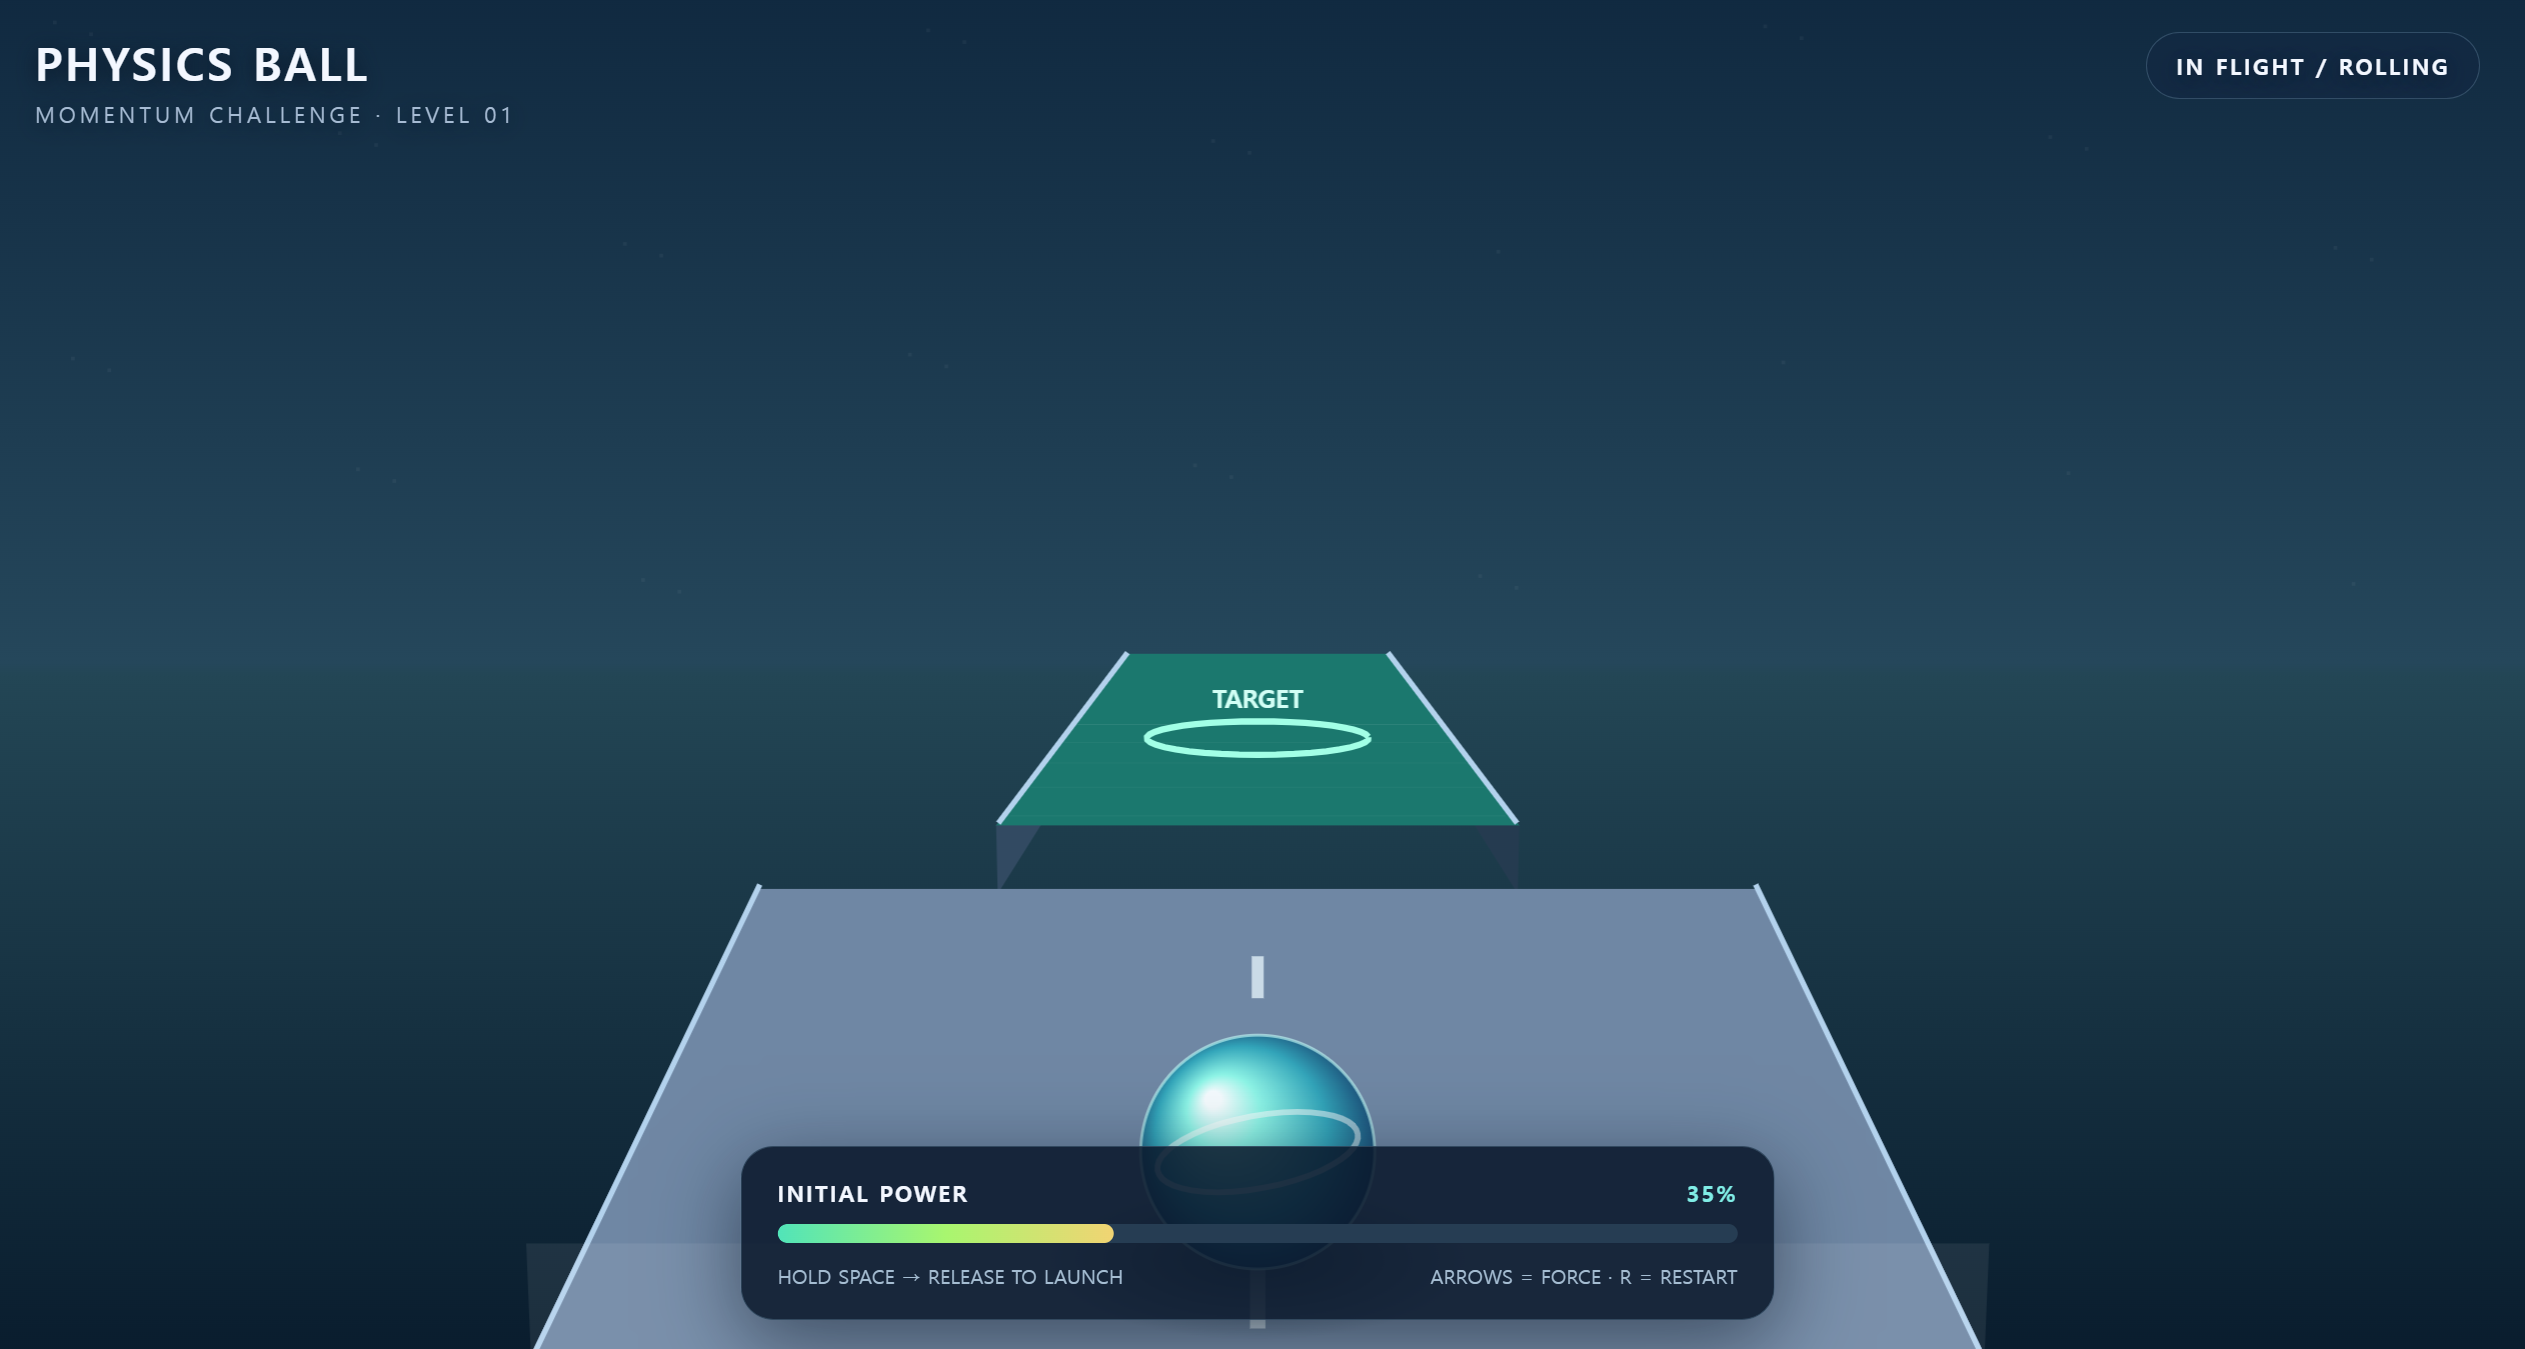 PHYSICS BALL
MOMENTUM CHALLENGE · LEVEL 01
IN FLIGHT / ROLLING
TARGET
INITIAL POWER 35%
HOLD SPACE → RELEASE TO LAUNCH ARROWS = FORCE · R = RESTART